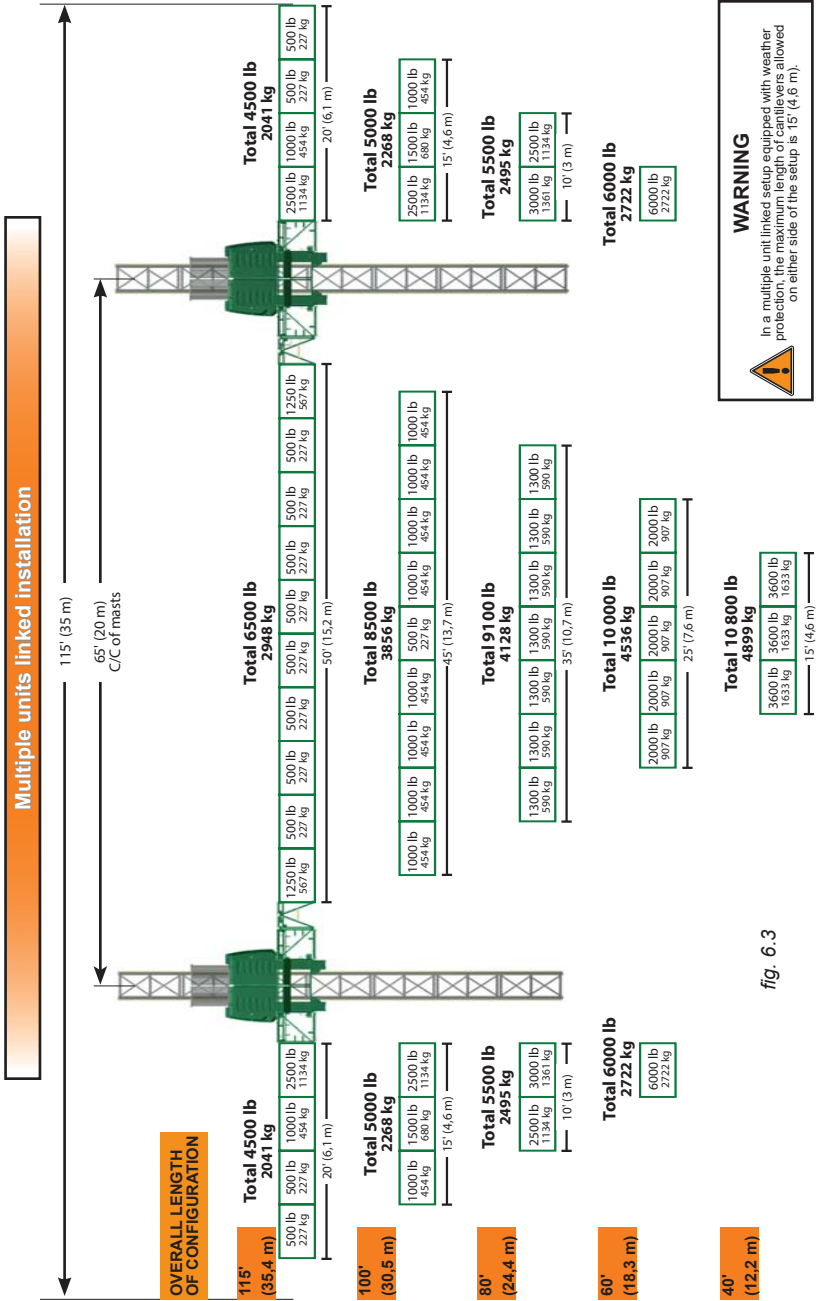 Multiple units linked installation
115' (35 m)
65' (20 m)
C/C of masts
OVERALL LENGTH
OF CONFIGURATION
115'
(35,4 m)
Total 4500 lb
2041 kg
500 lb
227 kg
500 lb
227 kg
1000 lb
454 kg
2500 lb
1134 kg
20' (6,1 m)
Total 6500 lb
2948 kg
1250 lb
567 kg
500 lb
227 kg
500 lb
227 kg
500 lb
227 kg
500 lb
227 kg
500 lb
227 kg
500 lb
227 kg
500 lb
227 kg
500 lb
227 kg
1250 lb
567 kg
50' (15,2 m)
Total 4500 lb
2041 kg
2500 lb
1134 kg
1000 lb
454 kg
500 lb
227 kg
500 lb
227 kg
20' (6,1 m)
100'
(30,5 m)
Total 5000 lb
2268 kg
1000 lb
454 kg
1500 lb
680 kg
2500 lb
1134 kg
15' (4,6 m)
Total 8500 lb
3856 kg
1000 lb
454 kg
1000 lb
454 kg
1000 lb
454 kg
1000 lb
454 kg
500 lb
227 kg
1000 lb
454 kg
1000 lb
454 kg
1000 lb
454 kg
1000 lb
454 kg
45' (13,7 m)
Total 5000 lb
2268 kg
2500 lb
1134 kg
1500 lb
680 kg
1000 lb
454 kg
15' (4,6 m)
80'
(24,4 m)
Total 5500 lb
2495 kg
2500 lb
1134 kg
3000 lb
1361 kg
10' (3 m)
Total 9100 lb
4128 kg
1300 lb
590 kg
1300 lb
590 kg
1300 lb
590 kg
1300 lb
590 kg
1300 lb
590 kg
1300 lb
590 kg
1300 lb
590 kg
35' (10,7 m)
Total 5500 lb
2495 kg
3000 lb
1361 kg
2500 lb
1134 kg
10' (3 m)
60'
(18,3 m)
Total 6000 lb
2722 kg
6000 lb
2722 kg
Total 10 000 lb
4536 kg
2000 lb
907 kg
2000 lb
907 kg
2000 lb
907 kg
2000 lb
907 kg
2000 lb
907 kg
25' (7,6 m)
Total 6000 lb
2722 kg
6000 lb
2722 kg
40'
(12,2 m)
Total 10 800 lb
4899 kg
3600 lb
1633 kg
3600 lb
1633 kg
3600 lb
1633 kg
15' (4,6 m)
fig. 6.3
WARNING
In a multiple unit linked setup equipped with weather
protection, the maximum length of cantilevers allowed
on either side of the setup is 15' (4,6 m).